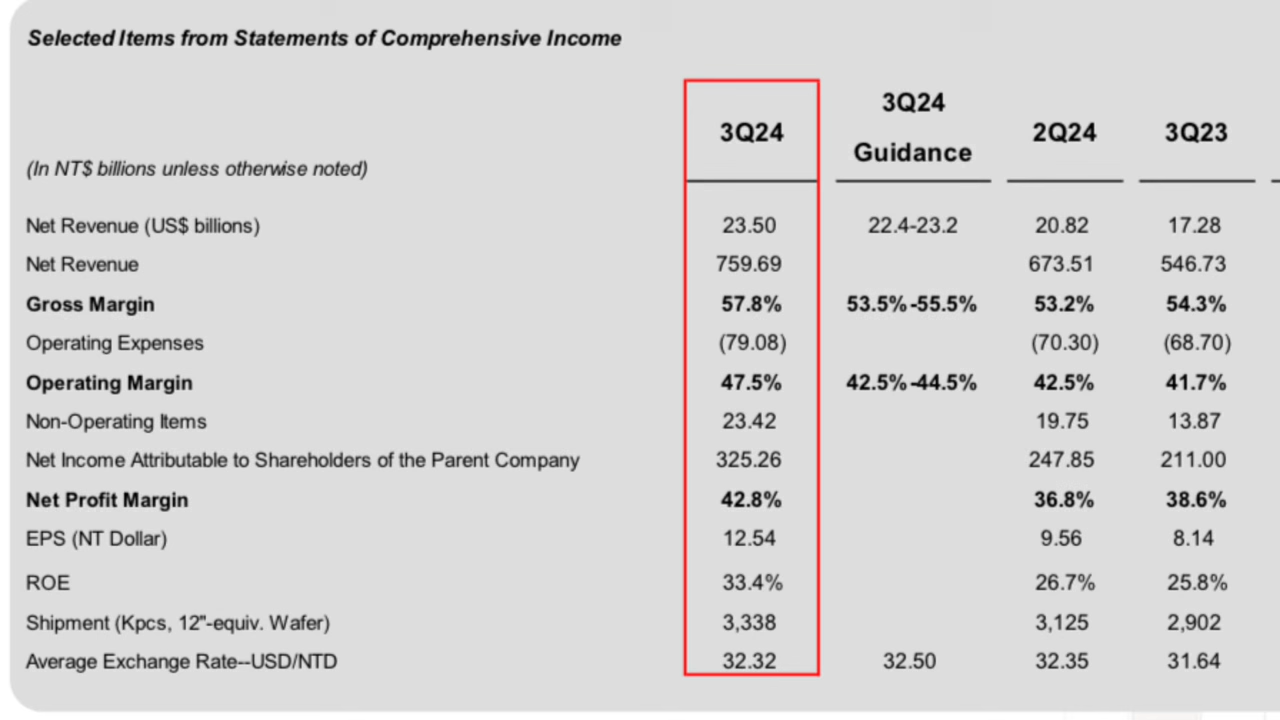 Selected Items from Statements of Comprehensive Income
3Q24 3Q24 Guidance 2Q24 3Q23
(In NT$ billions unless otherwise noted)
Net Revenue (US$ billions) 23.50 22.4-23.2 20.82 17.28
Net Revenue 759.69 673.51 546.73
Gross Margin 57.8% 53.5%-55.5% 53.2% 54.3%
Operating Expenses (79.08) (70.30) (68.70)
Operating Margin 47.5% 42.5%-44.5% 42.5% 41.7%
Non-Operating Items 23.42 19.75 13.87
Net Income Attributable to Shareholders of the Parent Company 325.26 247.85 211.00
Net Profit Margin 42.8% 36.8% 38.6%
EPS (NT Dollar) 12.54 9.56 8.14
ROE 33.4% 26.7% 25.8%
Shipment (Kpcs, 12"-equiv. Wafer) 3,338 3,125 2,902
Average Exchange Rate--USD/NTD 32.32 32.50 32.35 31.64